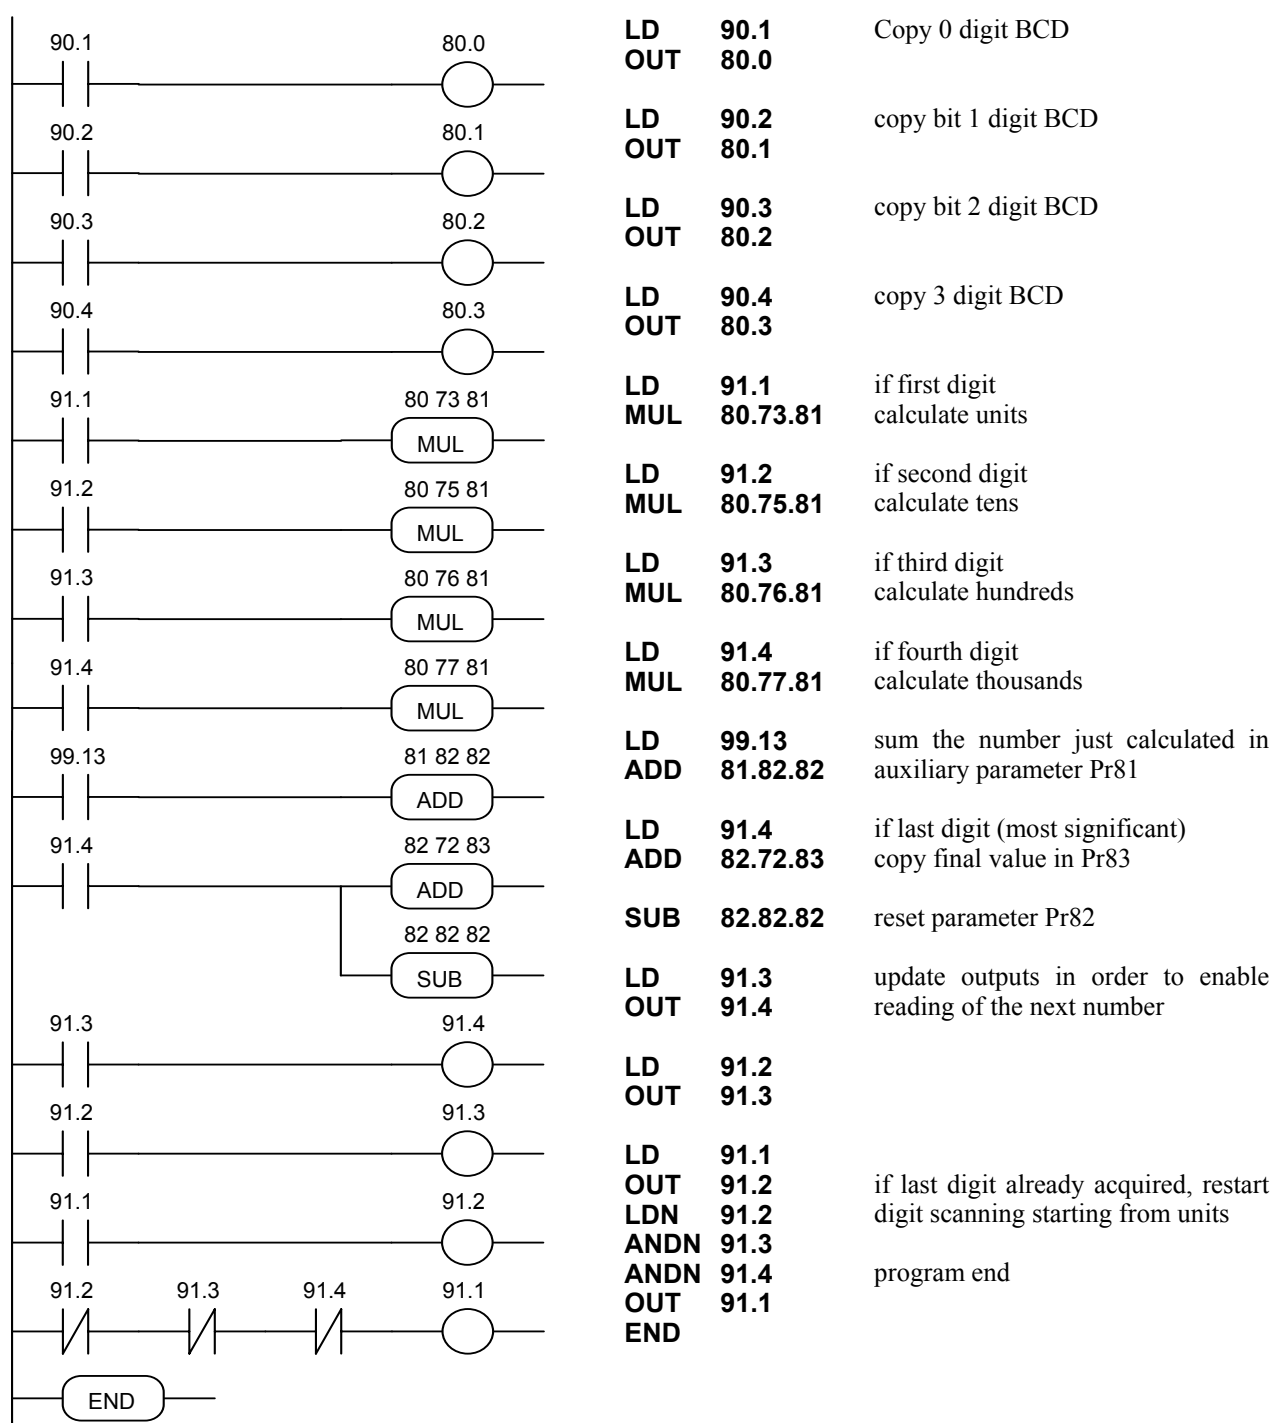 90.1 80.0
90.2 80.1
90.3 80.2
90.4 80.3
91.1 80 73 81
MUL
91.2 80 75 81
MUL
91.3 80 76 81
MUL
91.4 80 77 81
MUL
99.13 81 82 82
ADD
91.4 82 72 83
ADD
82 82 82
SUB
91.3 91.4
91.2 91.3
91.1 91.2
91.2 91.3 91.4 91.1
END
LD 90.1 Copy 0 digit BCD
OUT 80.0
LD 90.2 copy bit 1 digit BCD
OUT 80.1
LD 90.3 copy bit 2 digit BCD
OUT 80.2
LD 90.4 copy 3 digit BCD
OUT 80.3
LD 91.1 if first digit
MUL 80.73.81 calculate units
LD 91.2 if second digit
MUL 80.75.81 calculate tens
LD 91.3 if third digit
MUL 80.76.81 calculate hundreds
LD 91.4 if fourth digit
MUL 80.77.81 calculate thousands
LD 99.13 sum the number just calculated in
ADD 81.82.82 auxiliary parameter Pr81
LD 91.4 if last digit (most significant)
ADD 82.72.83 copy final value in Pr83
SUB 82.82.82 reset parameter Pr82
LD 91.3 update outputs in order to enable
OUT 91.4 reading of the next number
LD 91.2
OUT 91.3
LD 91.1
OUT 91.2 if last digit already acquired, restart
LDN 91.2 digit scanning starting from units
ANDN 91.3
ANDN 91.4 program end
OUT 91.1
END